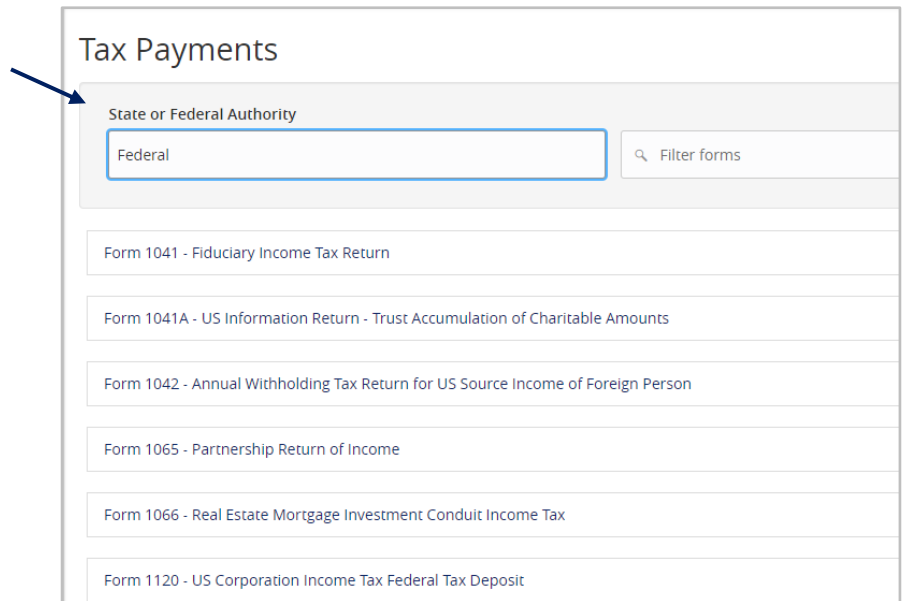 Tax Payments
State or Federal Authority
Federal
Filter forms
Form 1041 - Fiduciary Income Tax Return
Form 1041A - US Information Return - Trust Accumulation of Charitable Amounts
Form 1042 - Annual Withholding Tax Return for US Source Income of Foreign Person
Form 1065 - Partnership Return of Income
Form 1066 - Real Estate Mortgage Investment Conduit Income Tax
Form 1120 - US Corporation Income Tax Federal Tax Deposit